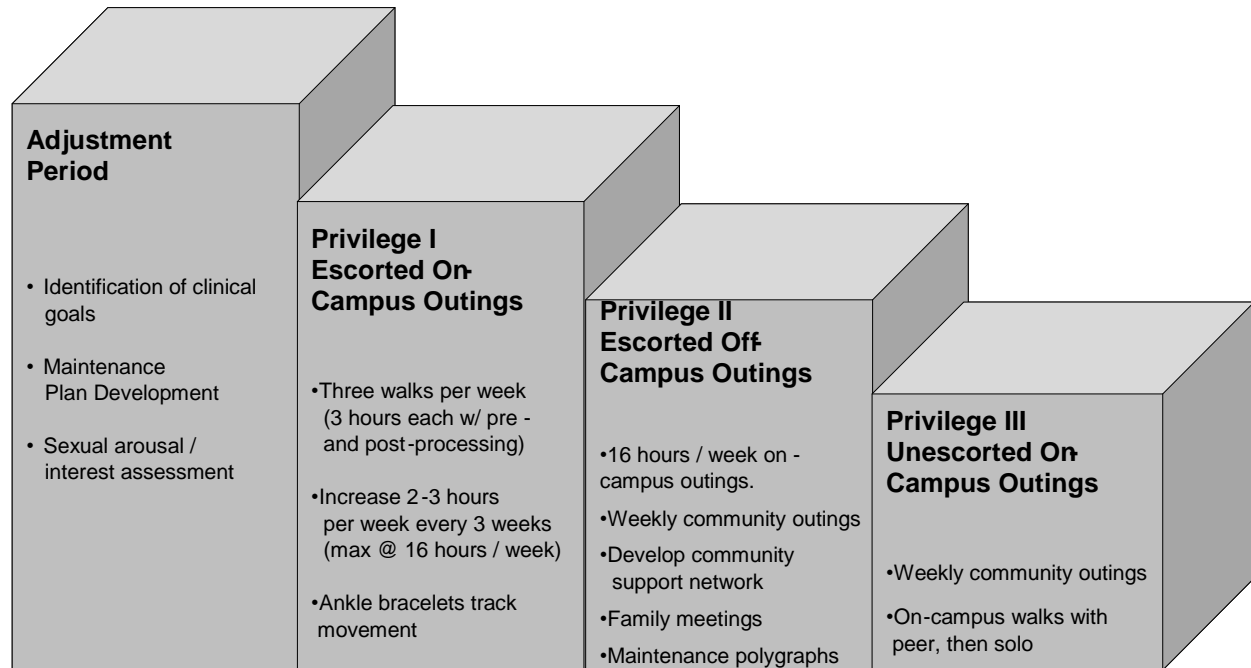 Adjustment
Period
• Identification of clinical
goals
• Maintenance
Plan Development
• Sexual arousal /
interest assessment
Privilege I
Escorted On-
Campus Outings
•Three walks per week
(3 hours each w/ pre -
and post-processing)
•Increase 2-3 hours
per week every 3 weeks
(max @ 16 hours / week)
•Ankle bracelets track
movement
Privilege II
Escorted Off-
Campus Outings
•16 hours / week on -
campus outings.
•Weekly community outings
•Develop community
support network
•Family meetings
•Maintenance polygraphs
Privilege III
Unescorted On-
Campus Outings
•Weekly community outings
•On-campus walks with
peer, then solo